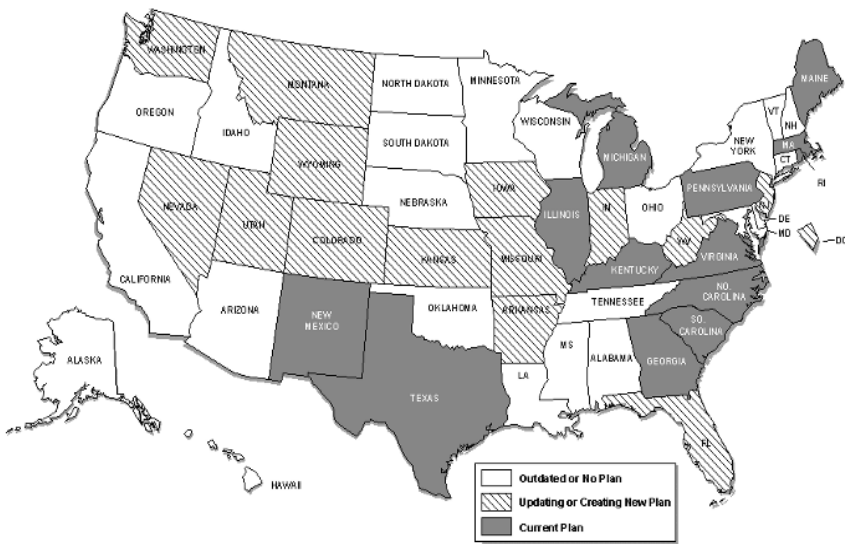 WASHINGTON
MONTANA
NORTH DAKOTA
MINNESOTA
MAINE
OREGON
IDAHO
WISCONSIN
VT
NH
SOUTH DAKOTA
NEW
YORK
MA
WYOMING
MICHIGAN
CT
RI
IOWA
PENNSYLVANIA
NEBRASKA
NEVADA
UTAH
ILLINOIS
IN
OHIO
NJ
DE
MD
COLORADO
WV
DC
KANSAS
MISSOURI
VIRGINIA
KENTUCKY
CALIFORNIA
NO.
CAROLINA
TENNESSEE
ARIZONA
NEW
MEXICO
OKLAHOMA
ARKANSAS
SO.
CAROLINA
MS
ALABAMA
GEORGIA
ALASKA
LA
TEXAS
FL
HAWAII
Outdated or No Plan
Updating or Creating New Plan
Current Plan